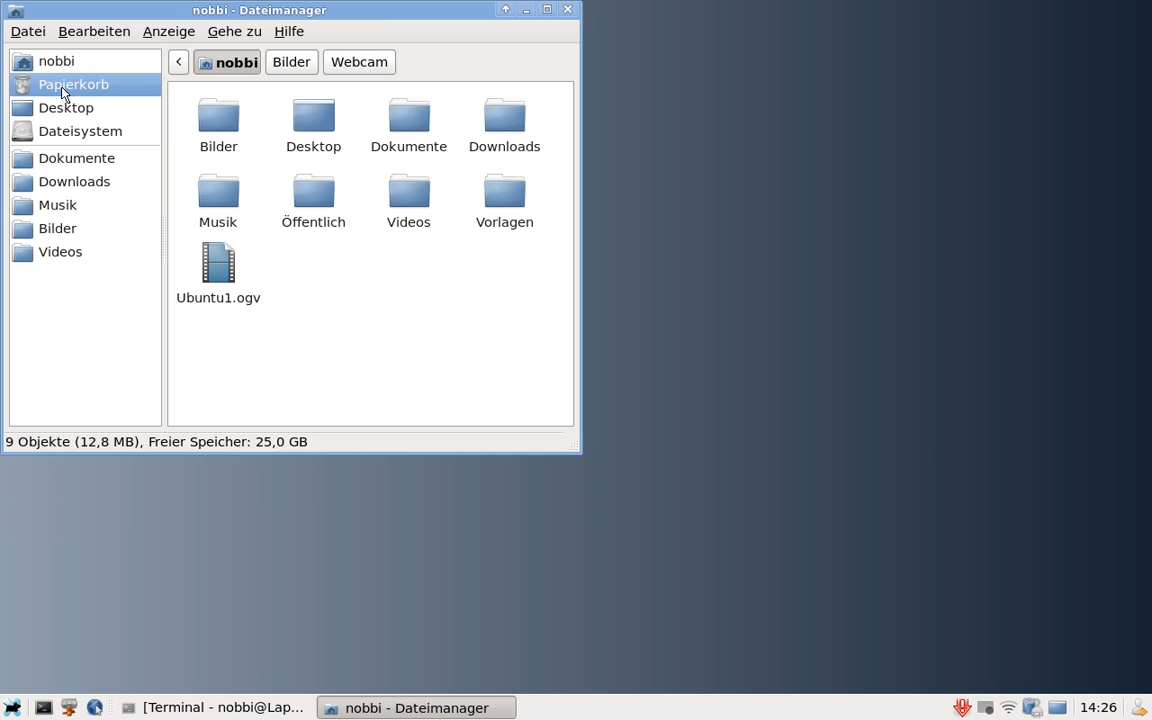 nobbi - Dateimanager
Datei Bearbeiten Anzeige Gehe zu Hilfe
nobbi
Papierkorb
Desktop
Dateisystem
Dokumente
Downloads
Musik
Bilder
Videos
nobbi Bilder Webcam
Bilder Desktop Dokumente Downloads
Musik Öffentlich Videos Vorlagen
Ubuntu1.ogv
9 Objekte (12,8 MB), Freier Speicher: 25,0 GB
[Terminal - nobbi@Lap... nobbi - Dateimanager 14:26